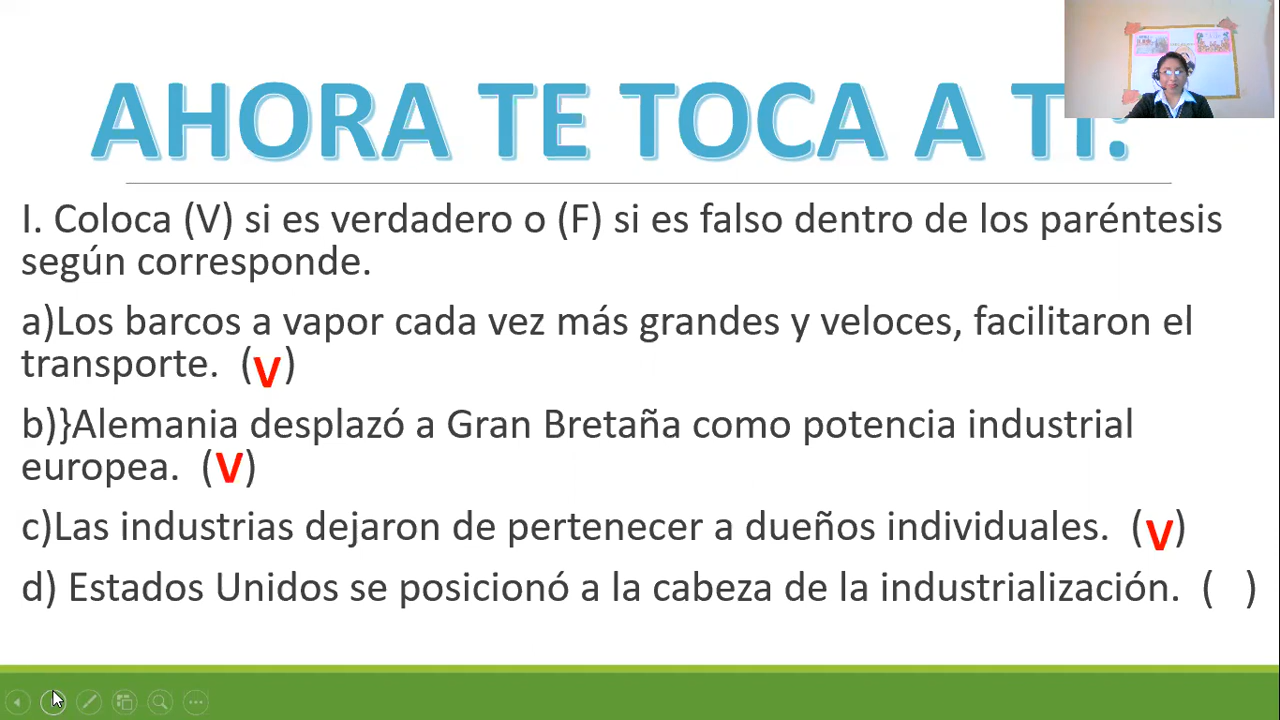 AHORA TE TOCA A TI:
I. Coloca (V) si es verdadero o (F) si es falso dentro de los paréntesis
según corresponde.
a)Los barcos a vapor cada vez más grandes y veloces, facilitaron el
transporte. (V)
b)}Alemania desplazó a Gran Bretaña como potencia industrial
europea. (V)
c)Las industrias dejaron de pertenecer a dueños individuales. (V)
d) Estados Unidos se posicionó a la cabeza de la industrialización. ( )